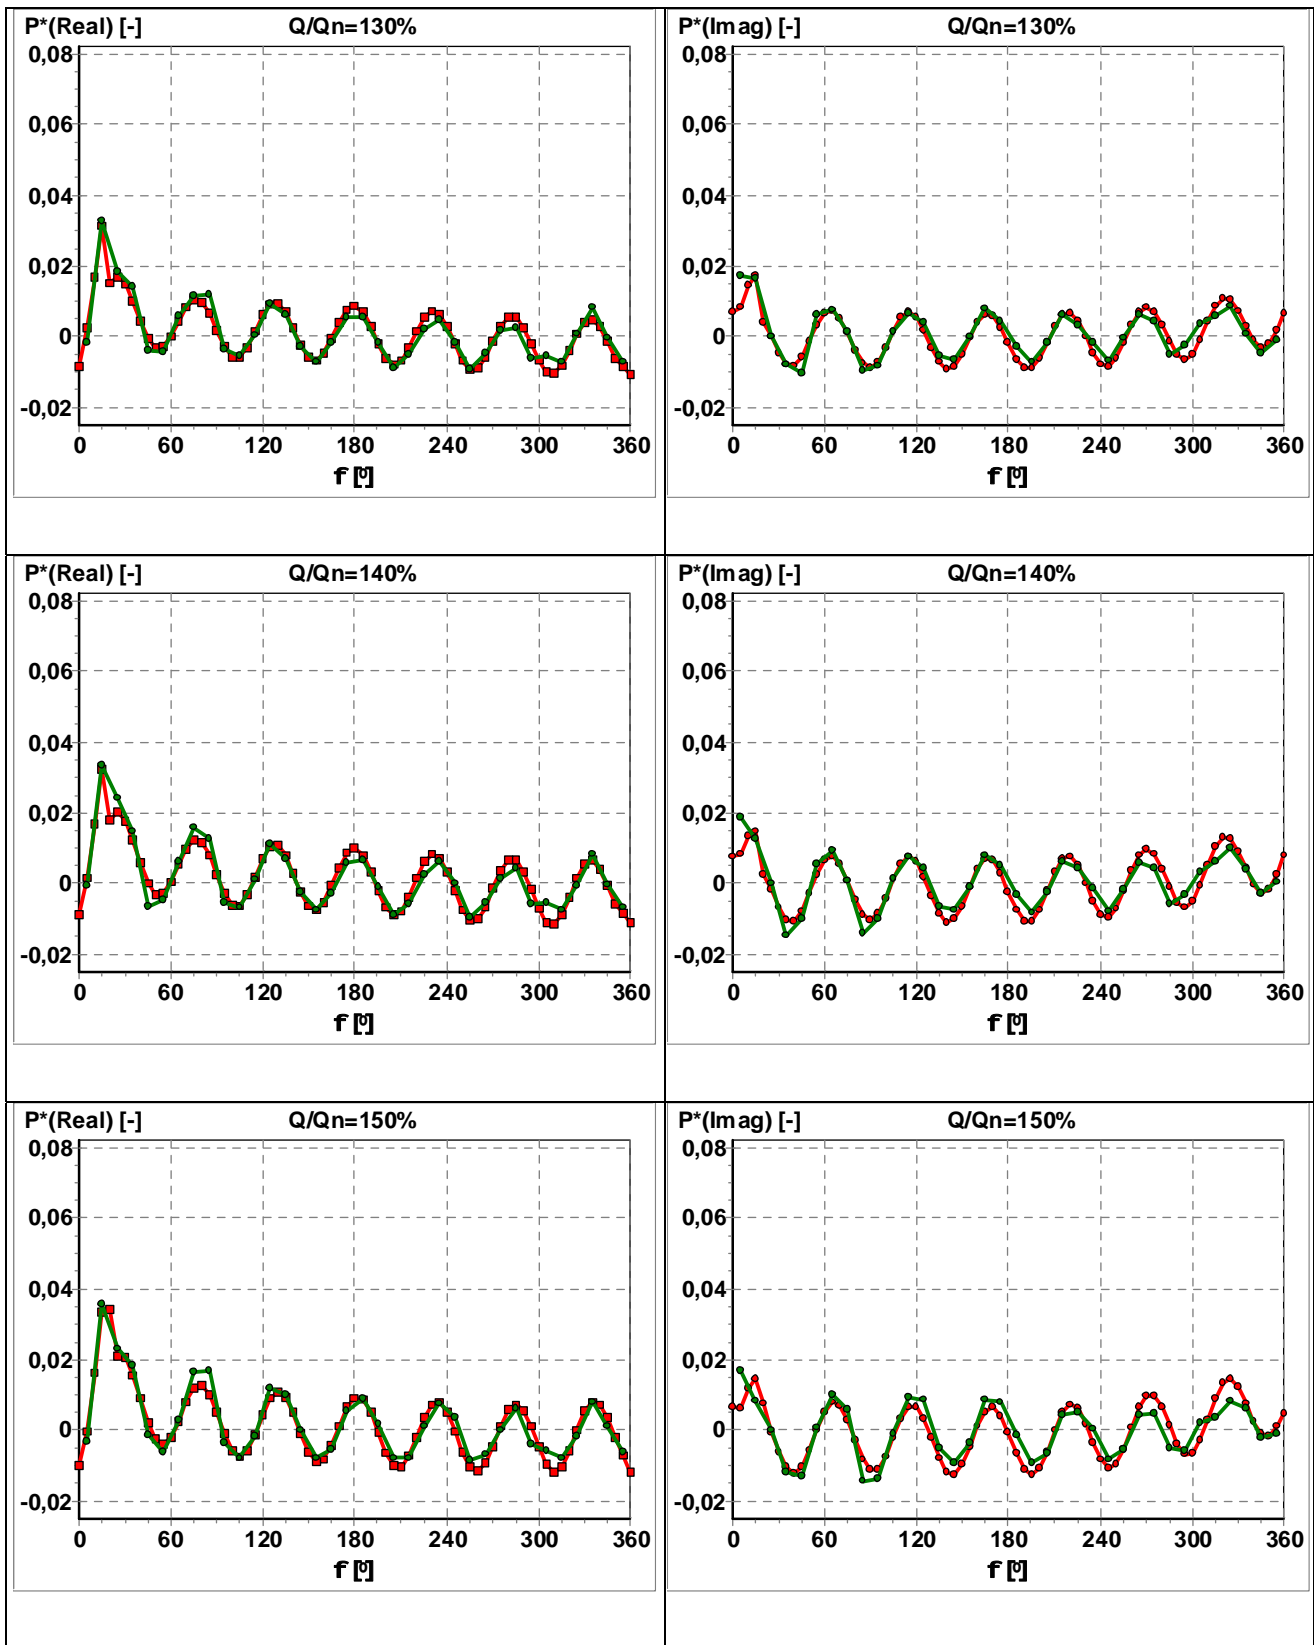 P*(Real) [-] Q/Qn=130%
0,08
0,06
0,04
0,02
0
-0,02
0 60 120 180 240 300 360
f [º]
P*(Imag) [-] Q/Qn=130%
0,08
0,06
0,04
0,02
0
-0,02
0 60 120 180 240 300 360
f [º]
P*(Real) [-] Q/Qn=140%
0,08
0,06
0,04
0,02
0
-0,02
0 60 120 180 240 300 360
f [º]
P*(Imag) [-] Q/Qn=140%
0,08
0,06
0,04
0,02
0
-0,02
0 60 120 180 240 300 360
f [º]
P*(Real) [-] Q/Qn=150%
0,08
0,06
0,04
0,02
0
-0,02
0 60 120 180 240 300 360
f [º]
P*(Imag) [-] Q/Qn=150%
0,08
0,06
0,04
0,02
0
-0,02
0 60 120 180 240 300 360
f [º]